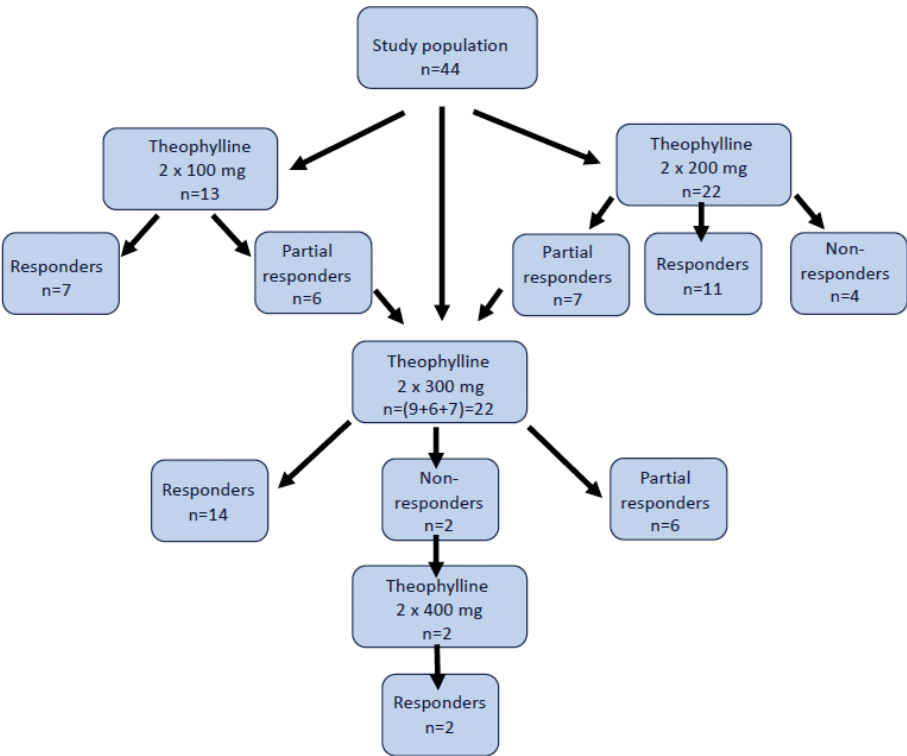 Study population
n=44
Theophylline
2 x 100 mg
n=13
Theophylline
2 x 200 mg
n=22
Responders
n=7
Partial
responders
n=6
Partial
responders
n=7
Responders
n=11
Non-
responders
n=4
Theophylline
2 x 300 mg
n=(9+6+7)=22
Responders
n=14
Non-
responders
n=2
Partial
responders
n=6
Theophylline
2 x 400 mg
n=2
Responders
n=2